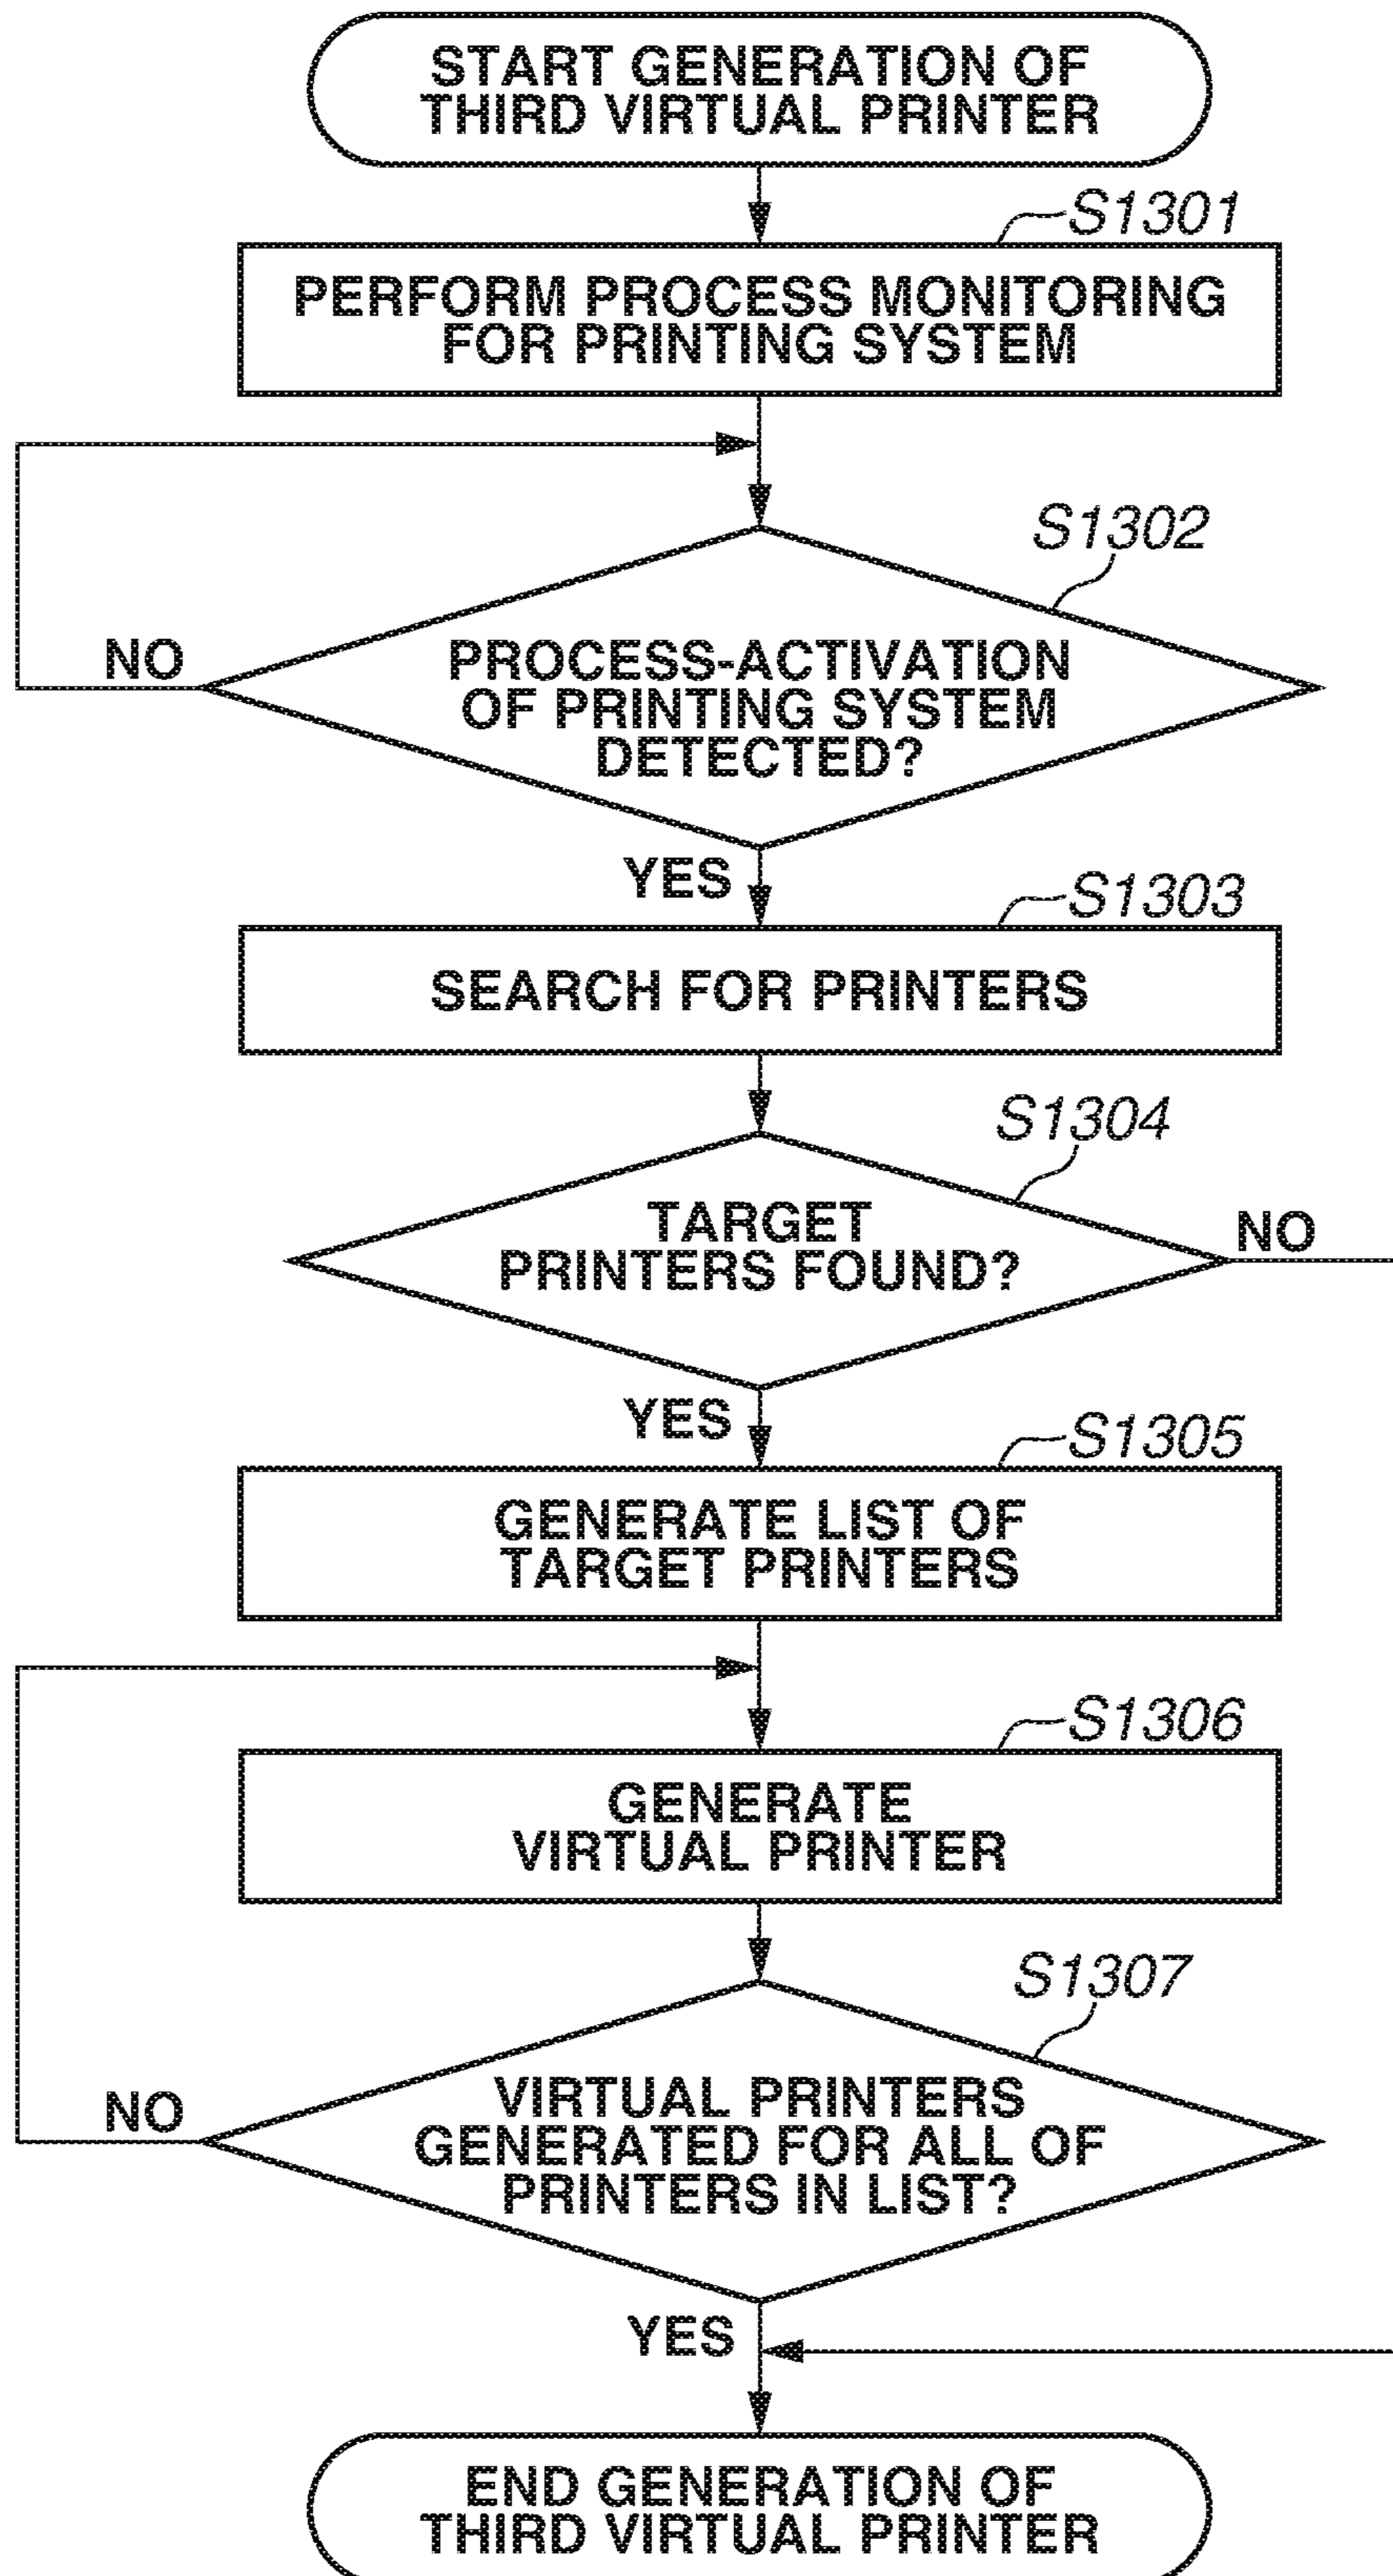 START GENERATION OF
THIRD VIRTUAL PRINTER
S1301
PERFORM PROCESS MONITORING
FOR PRINTING SYSTEM
S1302
NO
PROCESS-ACTIVATION
OF PRINTING SYSTEM
DETECTED?
YES
S1303
SEARCH FOR PRINTERS
S1304
TARGET
PRINTERS FOUND?
NO
YES
S1305
GENERATE LIST OF
TARGET PRINTERS
S1306
GENERATE
VIRTUAL PRINTER
S1307
NO
VIRTUAL PRINTERS
GENERATED FOR ALL OF
PRINTERS IN LIST?
YES
END GENERATION OF
THIRD VIRTUAL PRINTER